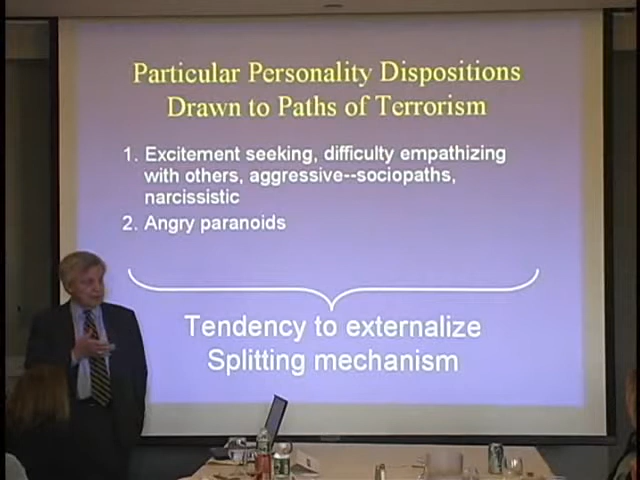 Particular Personality Dispositions
Drawn to Paths of Terrorism
1. Excitement seeking, difficulty empathizing
with others, aggressive--sociopaths,
narcissistic
2. Angry paranoids
Tendency to externalize
Splitting mechanism